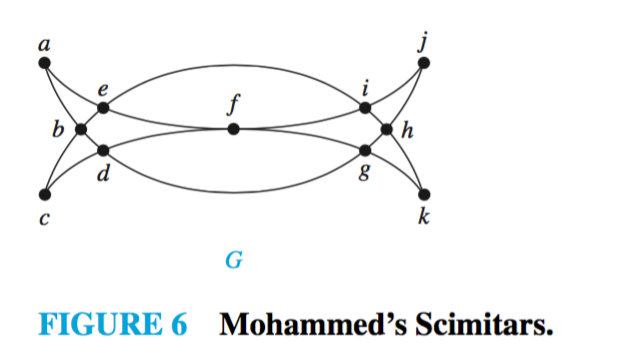 a j
e i
f
b h
d g
c k
G
FIGURE 6 Mohammed’s Scimitars.